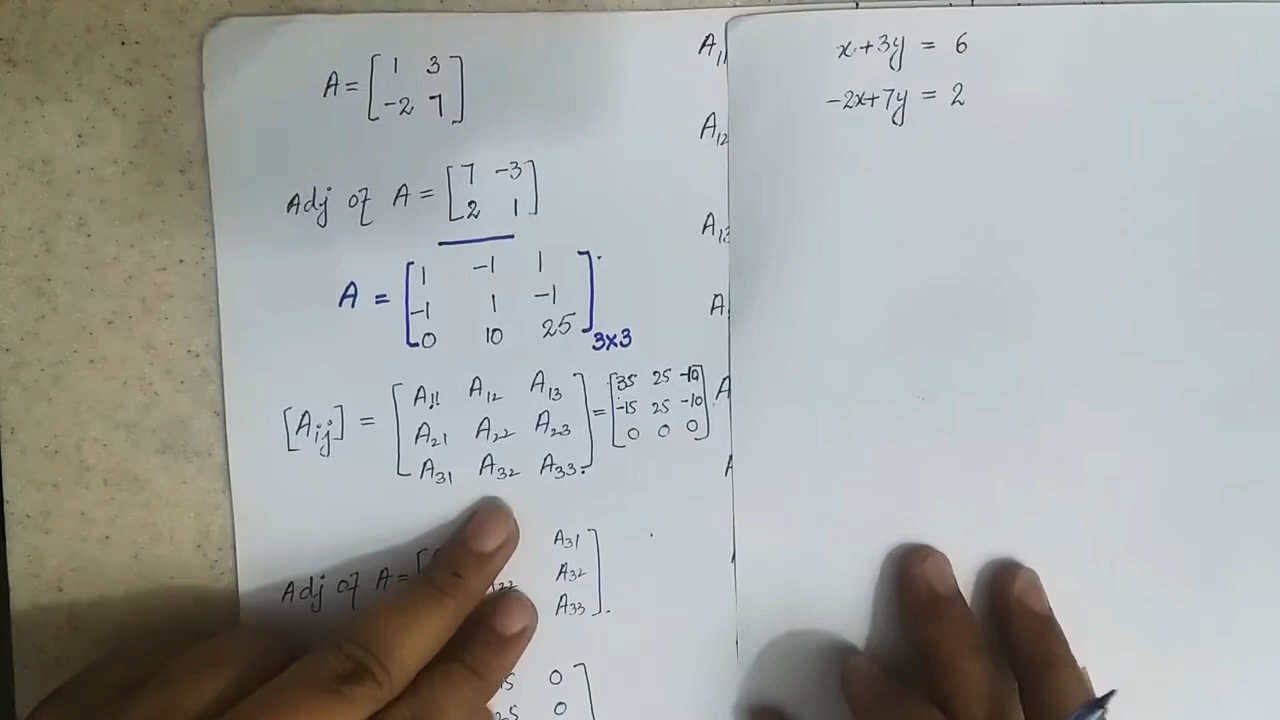 A = [ 1 3
-2 7 ]
Adj of A = [ 7 -3
2 1 ]
A = [ 1 -1 1
-1 1 -1
0 10 25 ] 3x3
[Aij] = [ A11 A12 A13
A21 A22 A23
A31 A32 A33. ] = [ 35 25 -10
-15 25 -10
0 0 0 ]
Adj of A = [ A31
A22 A32
A33 ].
0
0
A11
A12
A13
A
A
x+3y = 6
-2x+7y = 2